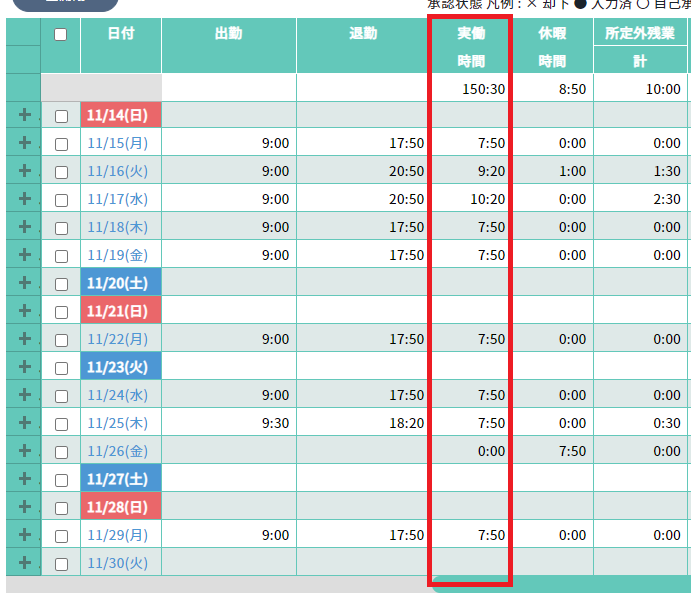 承認状態 凡例 : × 却下 ● 入力済 ○ 自己承
日付 出勤 退勤 実働 休暇 所定外残業
時間 時間 計
150:30 8:50 10:00
11/14(日)
11/15(月) 9:00 17:50 7:50 0:00 0:00
11/16(火) 9:00 20:50 9:20 1:00 1:30
11/17(水) 9:00 20:50 10:20 0:00 2:30
11/18(木) 9:00 17:50 7:50 0:00 0:00
11/19(金) 9:00 17:50 7:50 0:00 0:00
11/20(土)
11/21(日)
11/22(月) 9:00 17:50 7:50 0:00 0:00
11/23(火)
11/24(水) 9:00 17:50 7:50 0:00 0:00
11/25(木) 9:30 18:20 7:50 0:00 0:30
11/26(金) 0:00 7:50 0:00
11/27(土)
11/28(日)
11/29(月) 9:00 17:50 7:50 0:00 0:00
11/30(火)